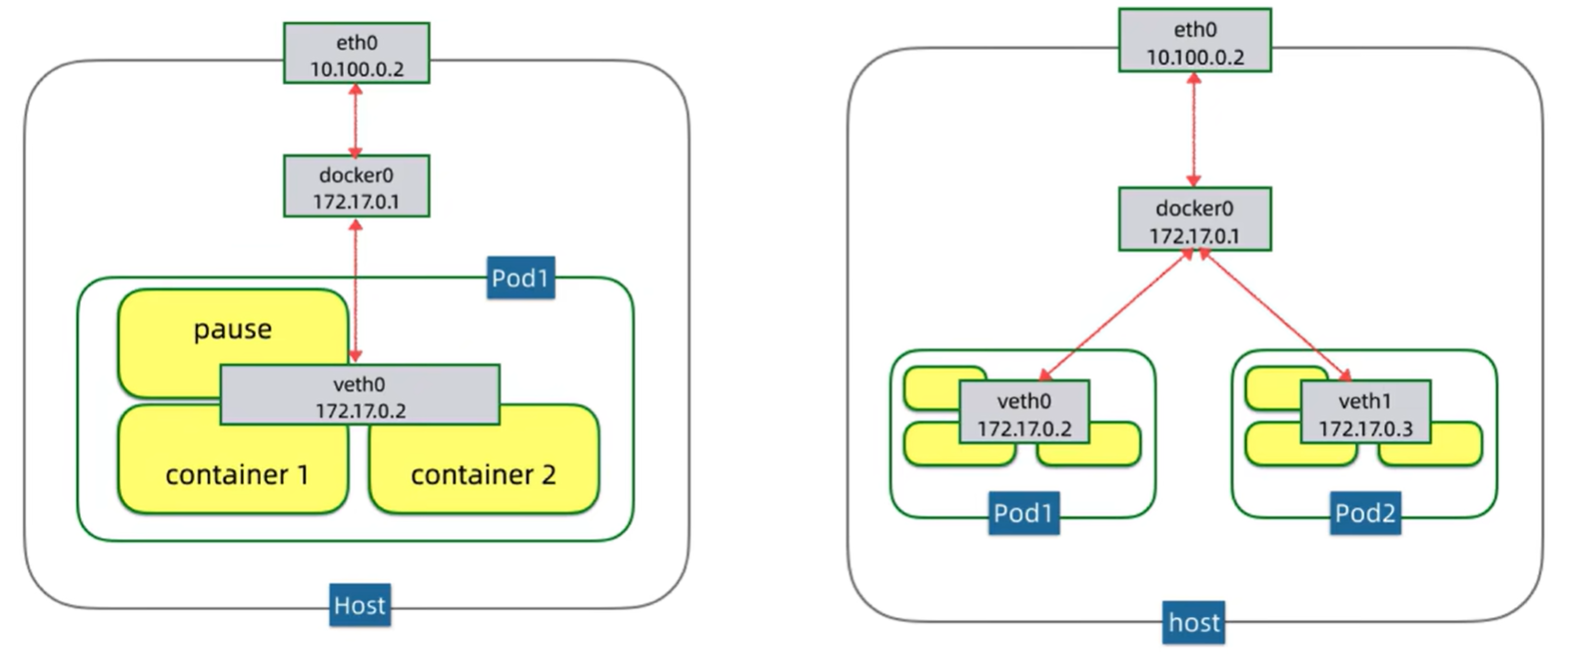 eth0
10.100.0.2
docker0
172.17.0.1
Pod1
pause
veth0
172.17.0.2
container 1
container 2
Host
eth0
10.100.0.2
docker0
172.17.0.1
veth0
172.17.0.2
Pod1
veth1
172.17.0.3
Pod2
host